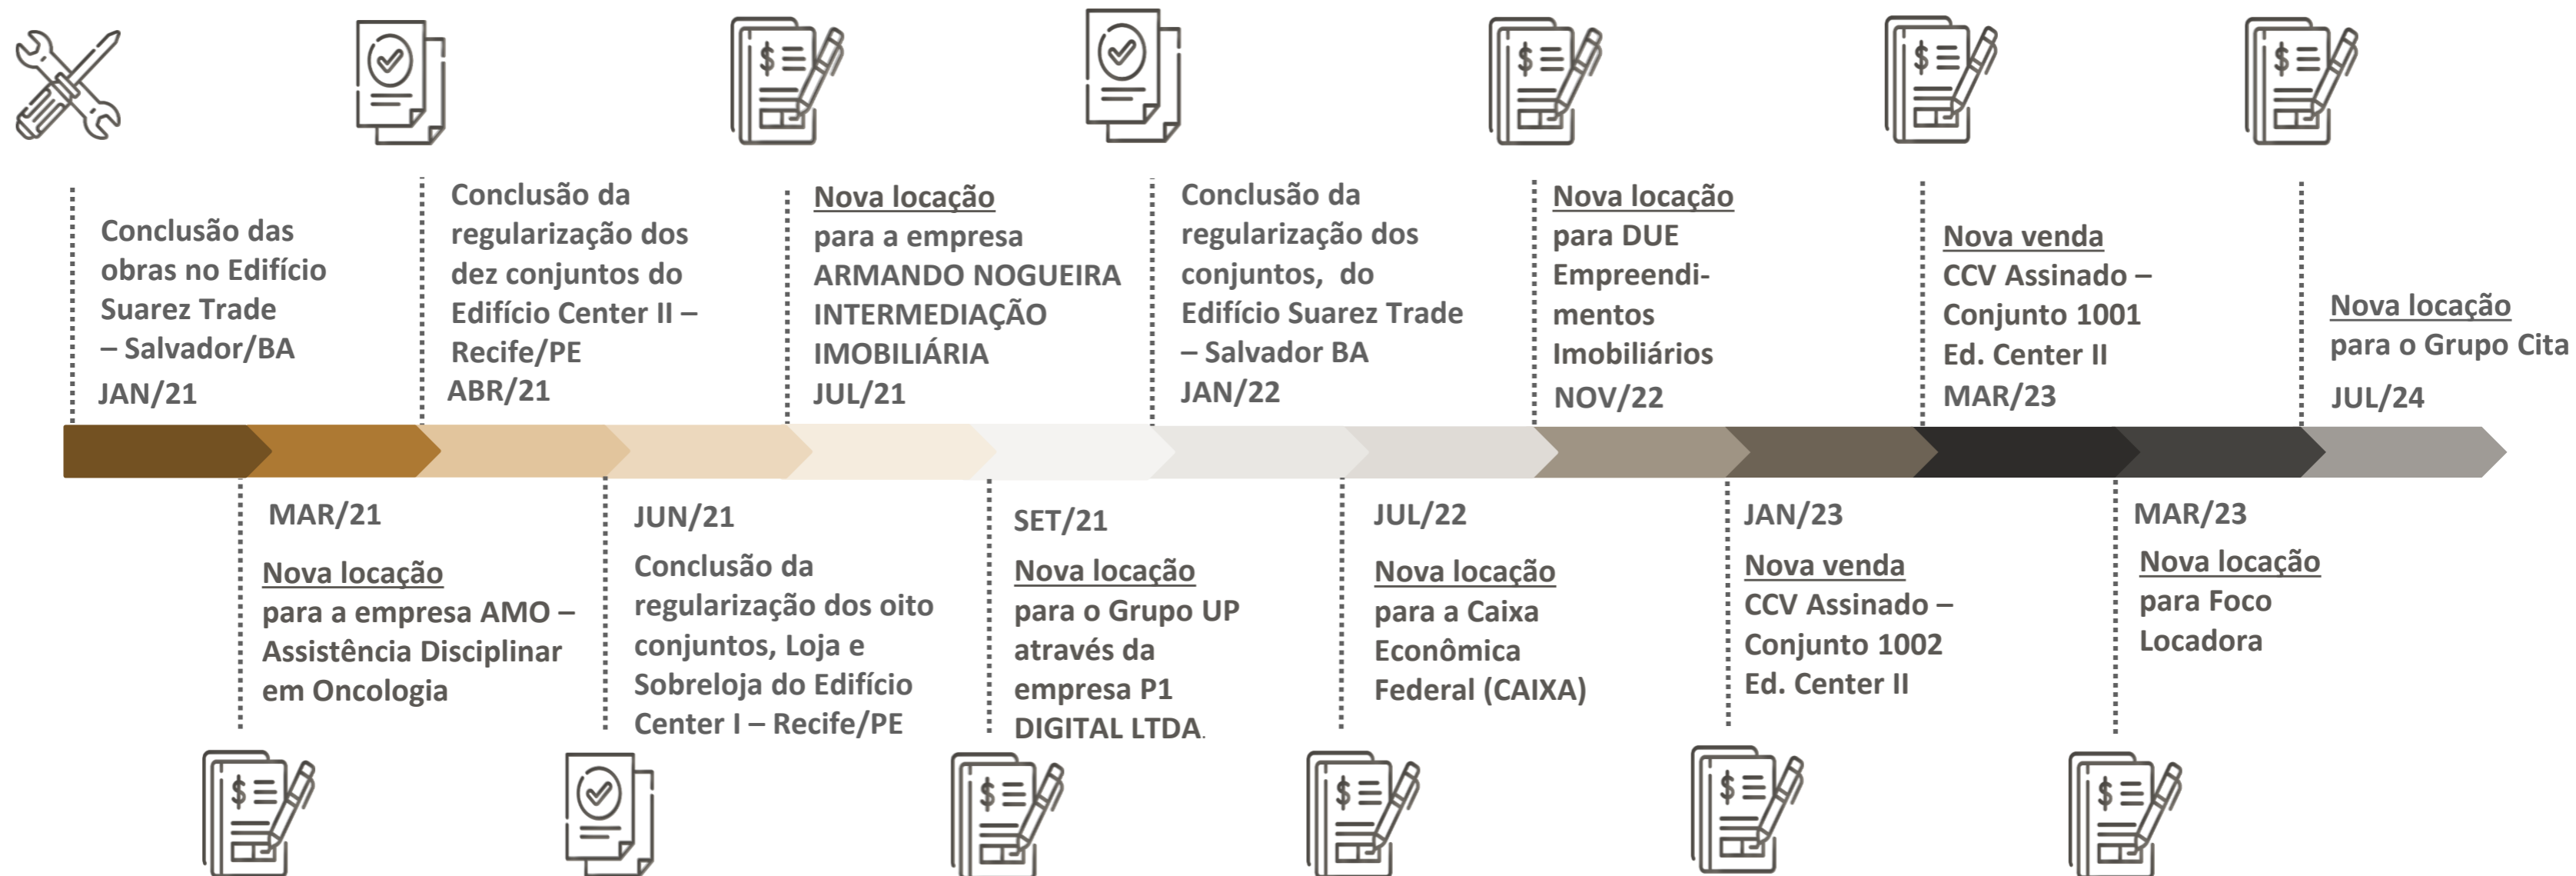 Conclusão das
obras no Edifício
Suarez Trade
– Salvador/BA
JAN/21
Conclusão da
regularização dos
dez conjuntos do
Edifício Center II –
Recife/PE
ABR/21
Nova locação
para a empresa
ARMANDO NOGUEIRA
INTERMEDIAÇÃO
IMOBILIÁRIA
JUL/21
Conclusão da
regularização dos
conjuntos, do
Edifício Suarez Trade
– Salvador BA
JAN/22
Nova locação
para DUE
Empreendi-
mentos
Imobiliários
NOV/22
Nova venda
CCV Assinado –
Conjunto 1001
Ed. Center II
MAR/23
Nova locação
para o Grupo Cita
JUL/24
MAR/21
Nova locação
para a empresa AMO –
Assistência Disciplinar
em Oncologia
JUN/21
Conclusão da
regularização dos oito
conjuntos, Loja e
Sobreloja do Edifício
Center I – Recife/PE
SET/21
Nova locação
para o Grupo UP
através da
empresa P1
DIGITAL LTDA.
JUL/22
Nova locação
para a Caixa
Econômica
Federal (CAIXA)
JAN/23
Nova venda
CCV Assinado –
Conjunto 1002
Ed. Center II
MAR/23
Nova locação
para Foco
Locadora